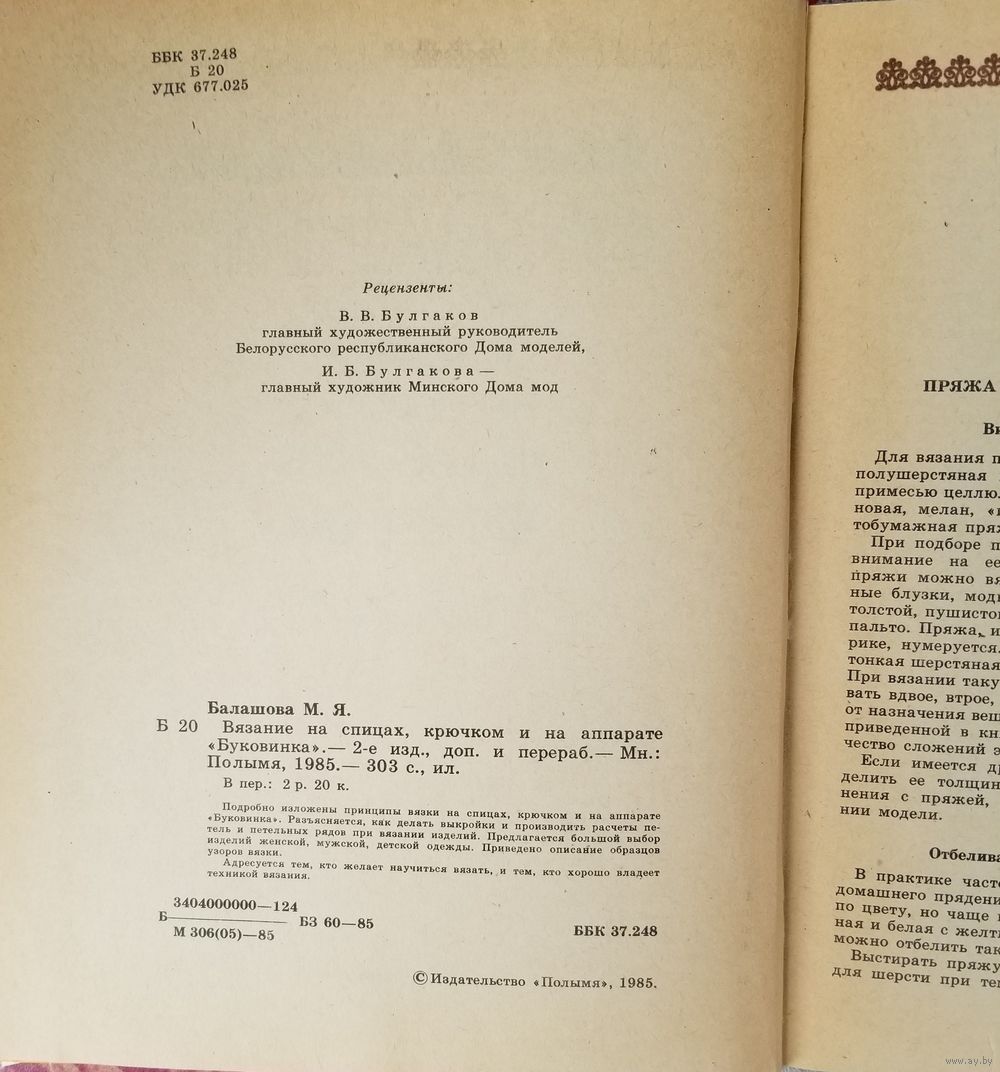 ББК 37.248
Б 20
УДК 677.025
Рецензенты:
В. В. Булгаков
главный художественный руководитель
Белорусского республиканского Дома моделей,
И. Б. Булгакова —
главный художник Минского Дома мод
Балашова М. Я.
Б 20 Вязание на спицах, крючком и на аппарате
«Буковинка».— 2-е изд., доп. и перераб.— Мн.:
Полымя, 1985.— 303 с., ил.
В пер.: 2 р. 20 к.
Подробно изложены принципы вязки на спицах, крючком и на аппарате
«Буковинка». Разъясняется, как делать выкройки и производить расчеты пе-
тель и петельных рядов при вязании изделий. Предлагается большой выбор
изделий женской, мужской, детской одежды. Приведено описание образцов
узоров вязки.
Адресуется тем, кто желает научиться вязать, и тем, кто хорошо владеет
техникой вязания.
3404000000—124
Б БЗ 60—85
М 306(05)—85
ББК 37.248
© Издательство «Полымя», 1985.
ПРЯЖА
Для вязания
полушерстяная
примесью
новая, мелан,
тобумажная
При подборе
внимание на ее
пряжи можно
ные блузки,
толстой,
пальто. Пряжа,
рике, нумеруется.
тонкая шерстяная
При вязании
вать вдвое, втрое,
от назначения
приведенной в
чество сложений
Если имеется
делить ее
нения с пряжей,
нии модели.
В практике
домашнего
по цвету, но чаще
ная и белая с
можно отбелить
Выстирать пряжу
для шерсти при
www.ay.by